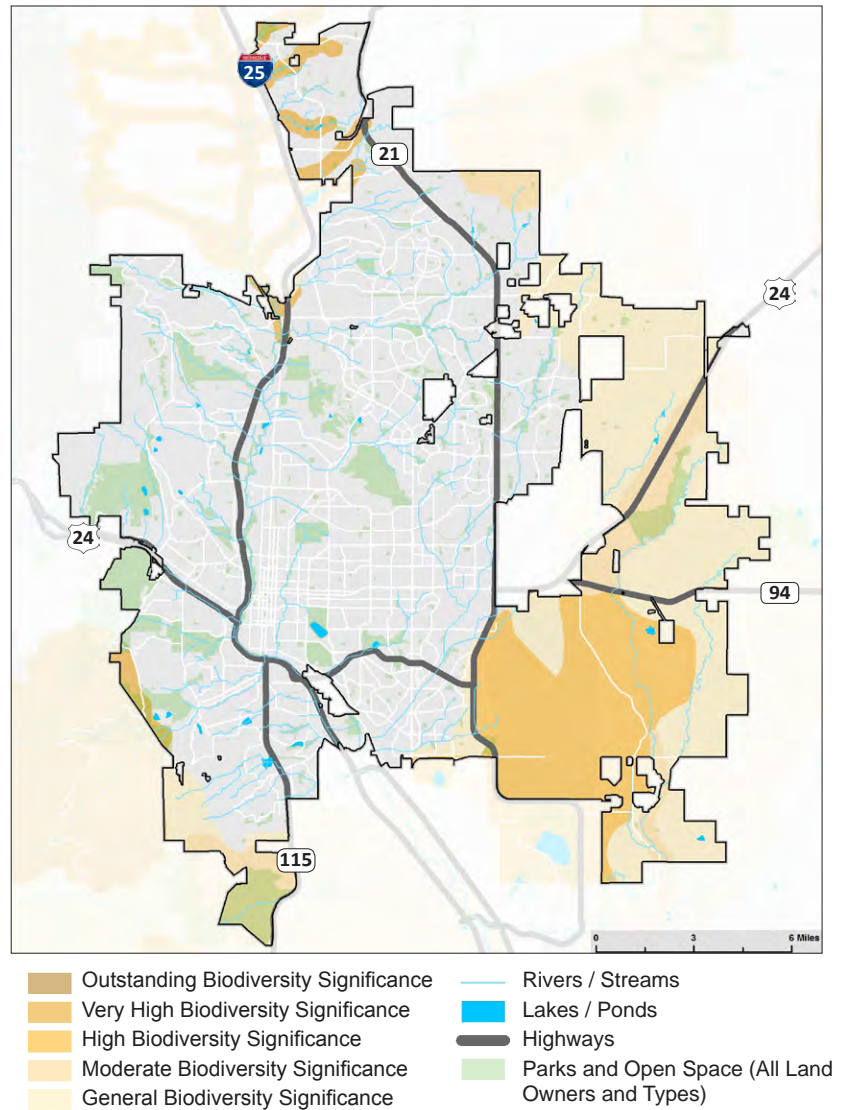 25
21
24
24
94
115
0 3 6 Miles
Outstanding Biodiversity Significance
Very High Biodiversity Significance
High Biodiversity Significance
Moderate Biodiversity Significance
General Biodiversity Significance
Rivers / Streams
Lakes / Ponds
Highways
Parks and Open Space (All Land
Owners and Types)